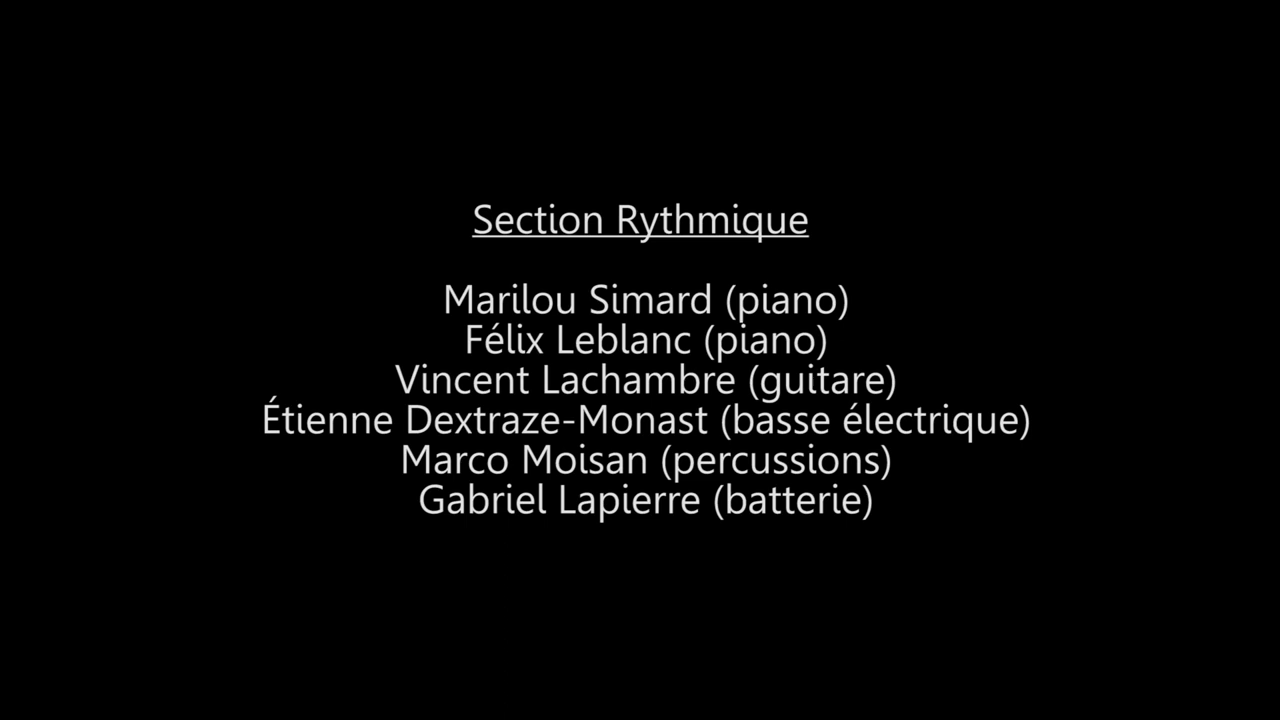 Section Rythmique
Marilou Simard (piano)
Félix Leblanc (piano)
Vincent Lachambre (guitare)
Étienne Dextraze-Monast (basse électrique)
Marco Moisan (percussions)
Gabriel Lapierre (batterie)